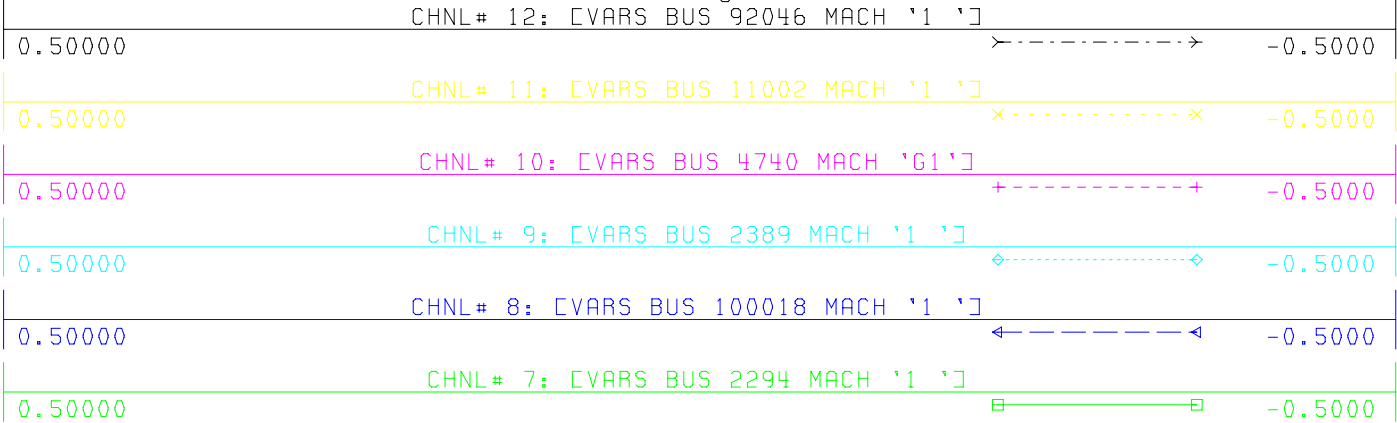 CHNL# 12: [VARS BUS 92046 MACH '1 ']
0.50000 -0.5000
CHNL# 11: [VARS BUS 11002 MACH '1 ']
0.50000 -0.5000
CHNL# 10: [VARS BUS 4740 MACH 'G1']
0.50000 -0.5000
CHNL# 9: [VARS BUS 2389 MACH '1 ']
0.50000 -0.5000
CHNL# 8: [VARS BUS 100018 MACH '1 ']
0.50000 -0.5000
CHNL# 7: [VARS BUS 2294 MACH '1 ']
0.50000 -0.5000